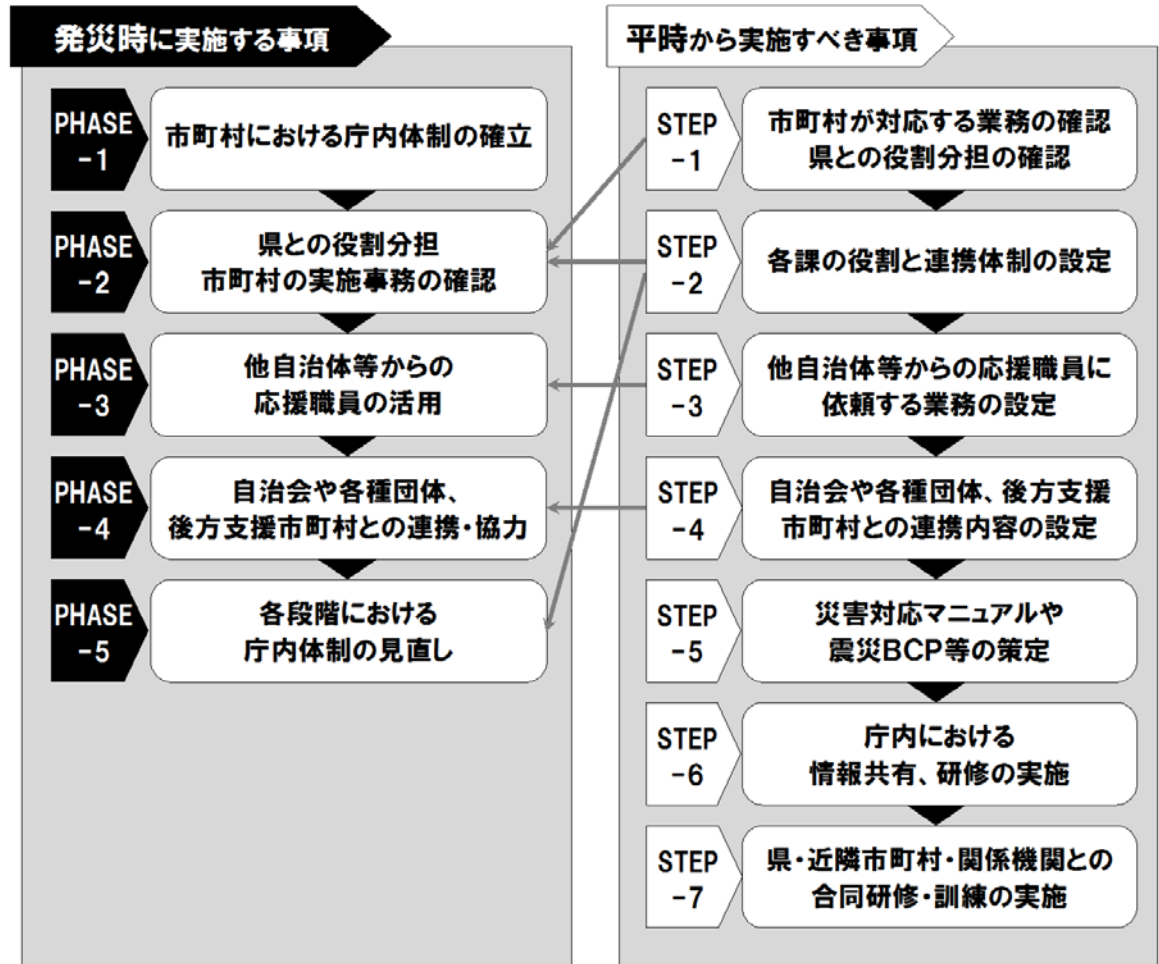 発災時に実施する事項
PHASE
-1
市町村における庁内体制の確立
PHASE
-2
県との役割分担
市町村の実施事務の確認
PHASE
-3
他自治体等からの
応援職員の活用
PHASE
-4
自治会や各種団体、
後方支援市町村との連携・協力
PHASE
-5
各段階における
庁内体制の見直し
平時から実施すべき事項
STEP
-1
市町村が対応する業務の確認
県との役割分担の確認
STEP
-2
各課の役割と連携体制の設定
STEP
-3
他自治体等からの応援職員に
依頼する業務の設定
STEP
-4
自治会や各種団体、後方支援
市町村との連携内容の設定
STEP
-5
災害対応マニュアルや
震災BCP等の策定
STEP
-6
庁内における
情報共有、研修の実施
STEP
-7
県・近隣市町村・関係機関との
合同研修・訓練の実施